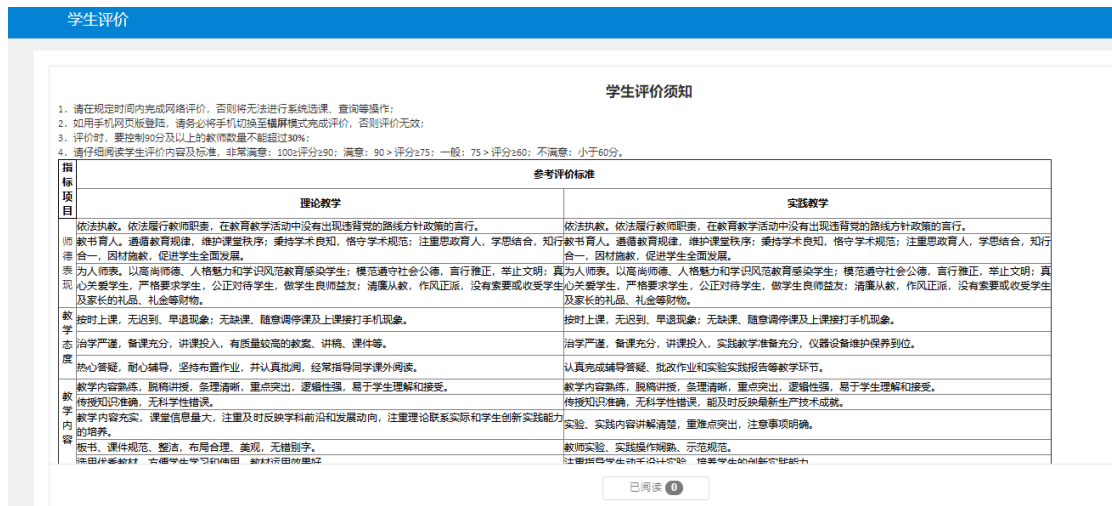 学生评价
学生评价须知
1、请在规定时间内完成网络评价，否则将无法进行系统选课、查询等操作；
2、如用手机网页版登陆，请务必将手机切换至横屏模式完成评价，否则评价无效；
3、评价时，要控制90分及以上的教师数量不能超过30%；
4、请仔细阅读学生评价内容及标准，非常满意：100≥评分≥90；满意：90＞评分≥75；一般：75＞评分≥60；不满意：小于60分。
指标项目
参考评价标准
理论教学
实践教学
师德表现
依法执教。依法履行教师职责，在教育教学活动中没有出现违背党的路线方针政策的言行。
依法执教。依法履行教师职责，在教育教学活动中没有出现违背党的路线方针政策的言行。
教书育人。遵循教育规律，维护课堂秩序；秉持学术良知，恪守学术规范；注重思政育人，学思结合，知行
合一，因材施教，促进学生全面发展。
教书育人。遵循教育规律，维护课堂秩序；秉持学术良知，恪守学术规范；注重思政育人，学思结合，知行
合一，因材施教，促进学生全面发展。
为人师表。以高尚师德、人格魅力和学识风范教育感染学生；模范遵守社会公德，言行雅正，举止文明；真
心关爱学生，严格要求学生，公正对待学生，做学生良师益友；清廉从教，作风正派，没有索要或收受学生
及家长的礼品、礼金等财物。
为人师表。以高尚师德、人格魅力和学识风范教育感染学生；模范遵守社会公德，言行雅正，举止文明；真
心关爱学生，严格要求学生，公正对待学生，做学生良师益友；清廉从教，作风正派，没有索要或收受学生
及家长的礼品、礼金等财物。
教学态度
按时上课，无迟到、早退现象；无缺课、随意调停课及上课接打手机现象。
按时上课，无迟到、早退现象；无缺课、随意调停课及上课接打手机现象。
治学严谨，备课充分，讲课投入，有质量较高的教案、讲稿、课件等。
治学严谨，备课充分，讲课投入，实践教学准备充分，仪器设备维护保养到位。
热心答疑，耐心辅导，坚持布置作业，并认真批阅，经常指导同学课外阅读。
认真完成辅导答疑、批改作业和实验实践报告等教学环节。
教学内容
教学内容熟练，脱稿讲授，条理清晰，重点突出，逻辑性强，易于学生理解和接受。
教学内容熟练，脱稿讲授，条理清晰，重点突出，逻辑性强，易于学生理解和接受。
传授知识准确，无科学性错误。
传授知识准确，无科学性错误，能及时反映最新生产技术成就。
教学内容充实，课堂信息量大，注重及时反映学科前沿和发展动向，注重理论联系实际和学生创新实践能力
的培养。
实验、实践内容讲解清楚，重难点突出，注意事项明确。
板书、课件规范、整洁，布局合理、美观，无错别字。
教师实验、实践操作娴熟、示范规范。
选用优秀教材，方便学生学习和使用，教材运用效果好。
注重指导学生动手设计实验，培养学生的创新实践能力。
已阅读 0